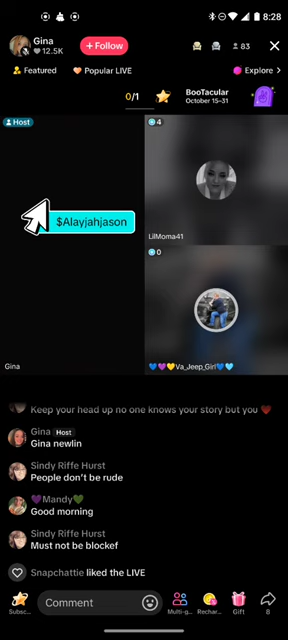 8:28
Gina
12.5K
+ Follow
83
Featured
Popular LIVE
Explore >
0/1
BooTacular
October 15–31
Host
4
$Alayjahjason
LilMoma41
0
Gina
💙💜💛Va_Jeep_Girl💙🩵
Keep your head up no one knows your story but you ❤️
Gina Host
Gina newlin
Sindy Riffe Hurst
People don't be rude
💜Mandy💚
Good morning
Sindy Riffe Hurst
Must not be blockef
Snapchattie liked the LIVE
Subsc...
Comment
Multi-g...
Rechar...
Gift
8